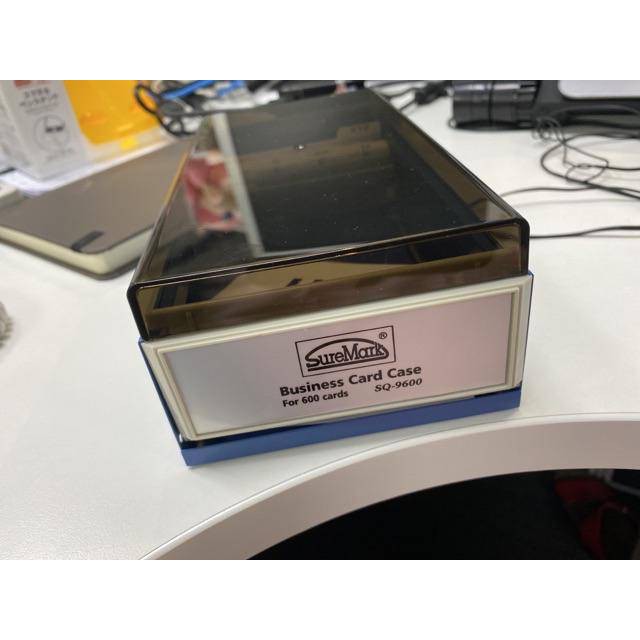 SureMark®
Business Card Case
For 600 cards SQ-9600